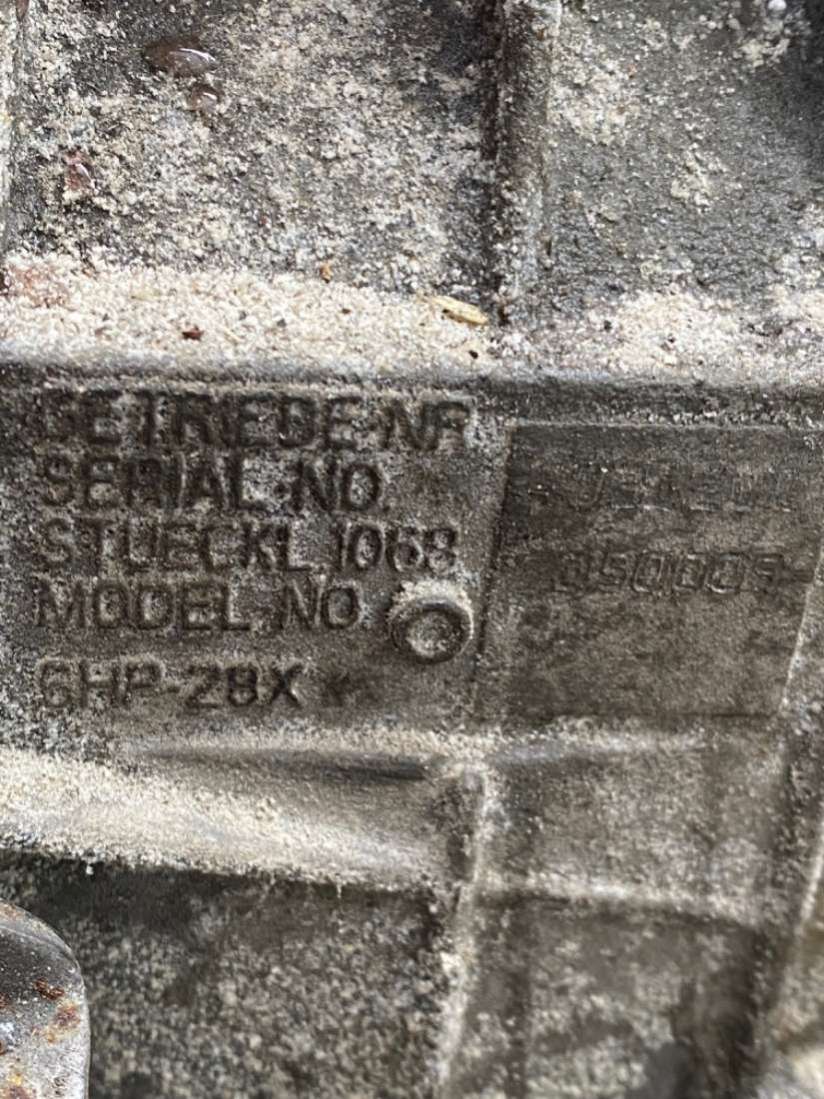 GETRIEBE-NR
SERIAL-NO.
STUECKL 1068
MODEL NO
6HP-28X